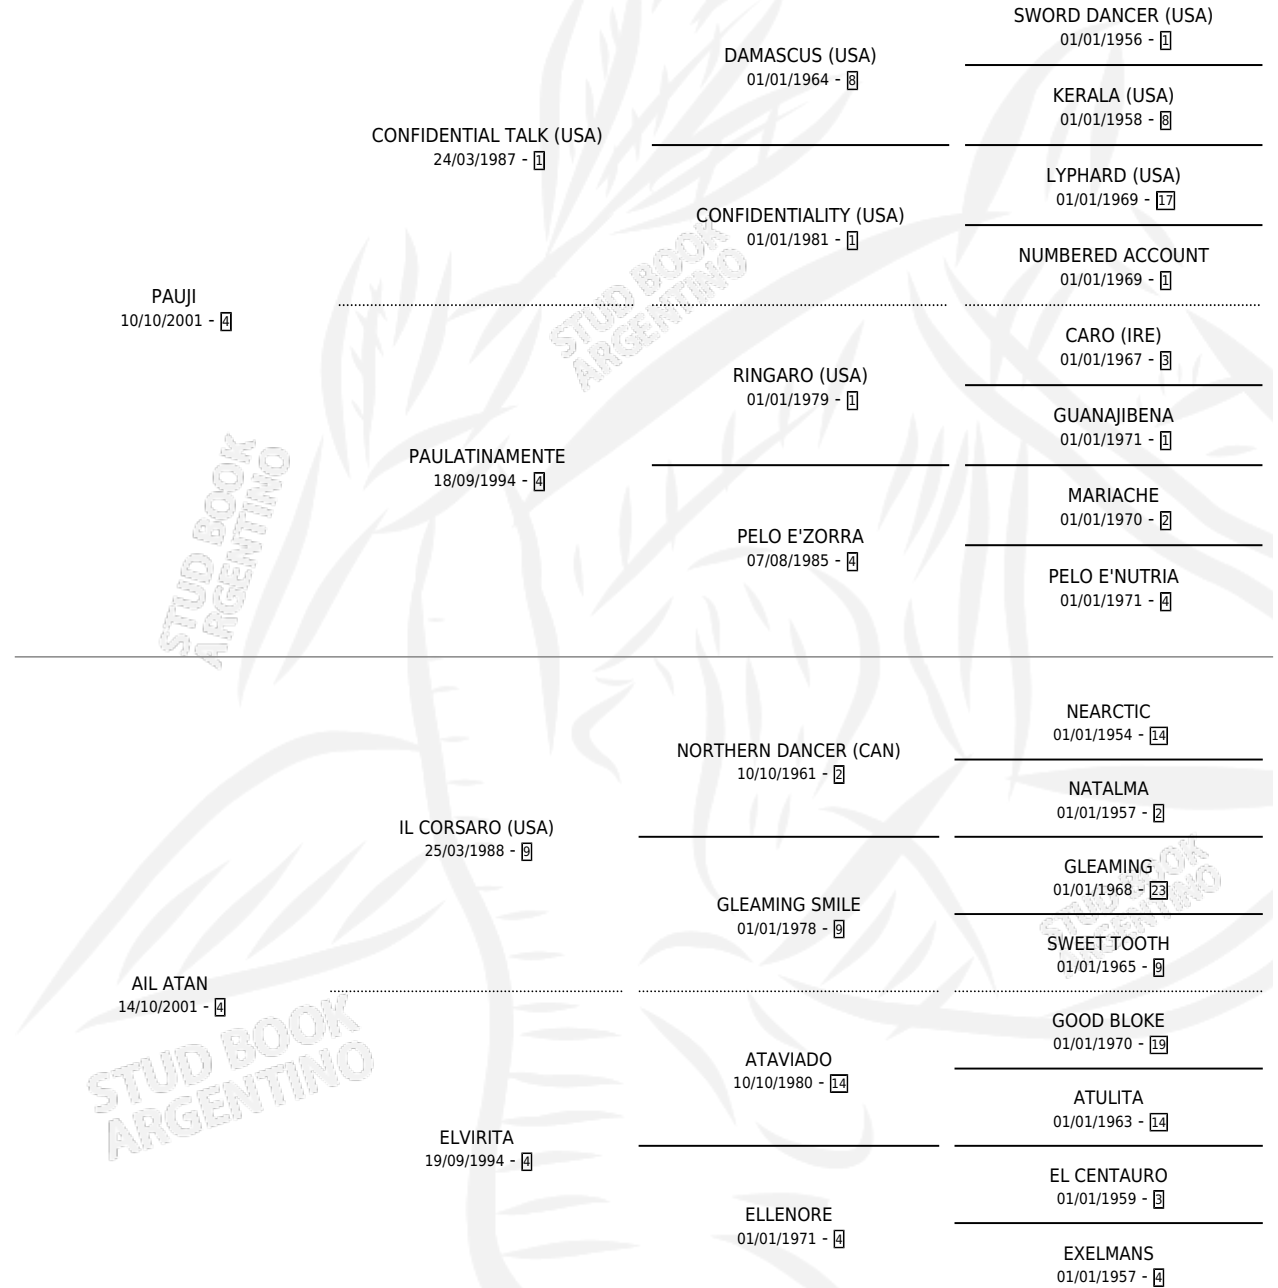 SWORD DANCER (USA)
01/01/1956 - 1
DAMASCUS (USA)
01/01/1964 - 8
KERALA (USA)
01/01/1958 - 8
CONFIDENTIAL TALK (USA)
24/03/1987 - 1
LYPHARD (USA)
01/01/1969 - 17
CONFIDENTIALITY (USA)
01/01/1981 - 1
NUMBERED ACCOUNT
01/01/1969 - 1
PAUJI
10/10/2001 - 4
CARO (IRE)
01/01/1967 - 3
RINGARO (USA)
01/01/1979 - 1
GUANAJIBENA
01/01/1971 - 1
PAULATINAMENTE
18/09/1994 - 4
MARIACHE
01/01/1970 - 2
PELO E'ZORRA
07/08/1985 - 4
PELO E'NUTRIA
01/01/1971 - 4
NEARCTIC
01/01/1954 - 14
NORTHERN DANCER (CAN)
10/10/1961 - 2
NATALMA
01/01/1957 - 2
IL CORSARO (USA)
25/03/1988 - 9
GLEAMING
01/01/1968 - 23
GLEAMING SMILE
01/01/1978 - 9
SWEET TOOTH
01/01/1965 - 9
AIL ATAN
14/10/2001 - 4
GOOD BLOKE
01/01/1970 - 19
ATAVIADO
10/10/1980 - 14
ATULITA
01/01/1963 - 14
ELVIRITA
19/09/1994 - 4
EL CENTAURO
01/01/1959 - 3
ELLENORE
01/01/1971 - 4
EXELMANS
01/01/1957 - 4
STUD BOOK
ARGENTINO
STUD BOOK
ARGENTINO
STUD BOOK
ARGENTINO
STUD BOOK
ARGENTINO